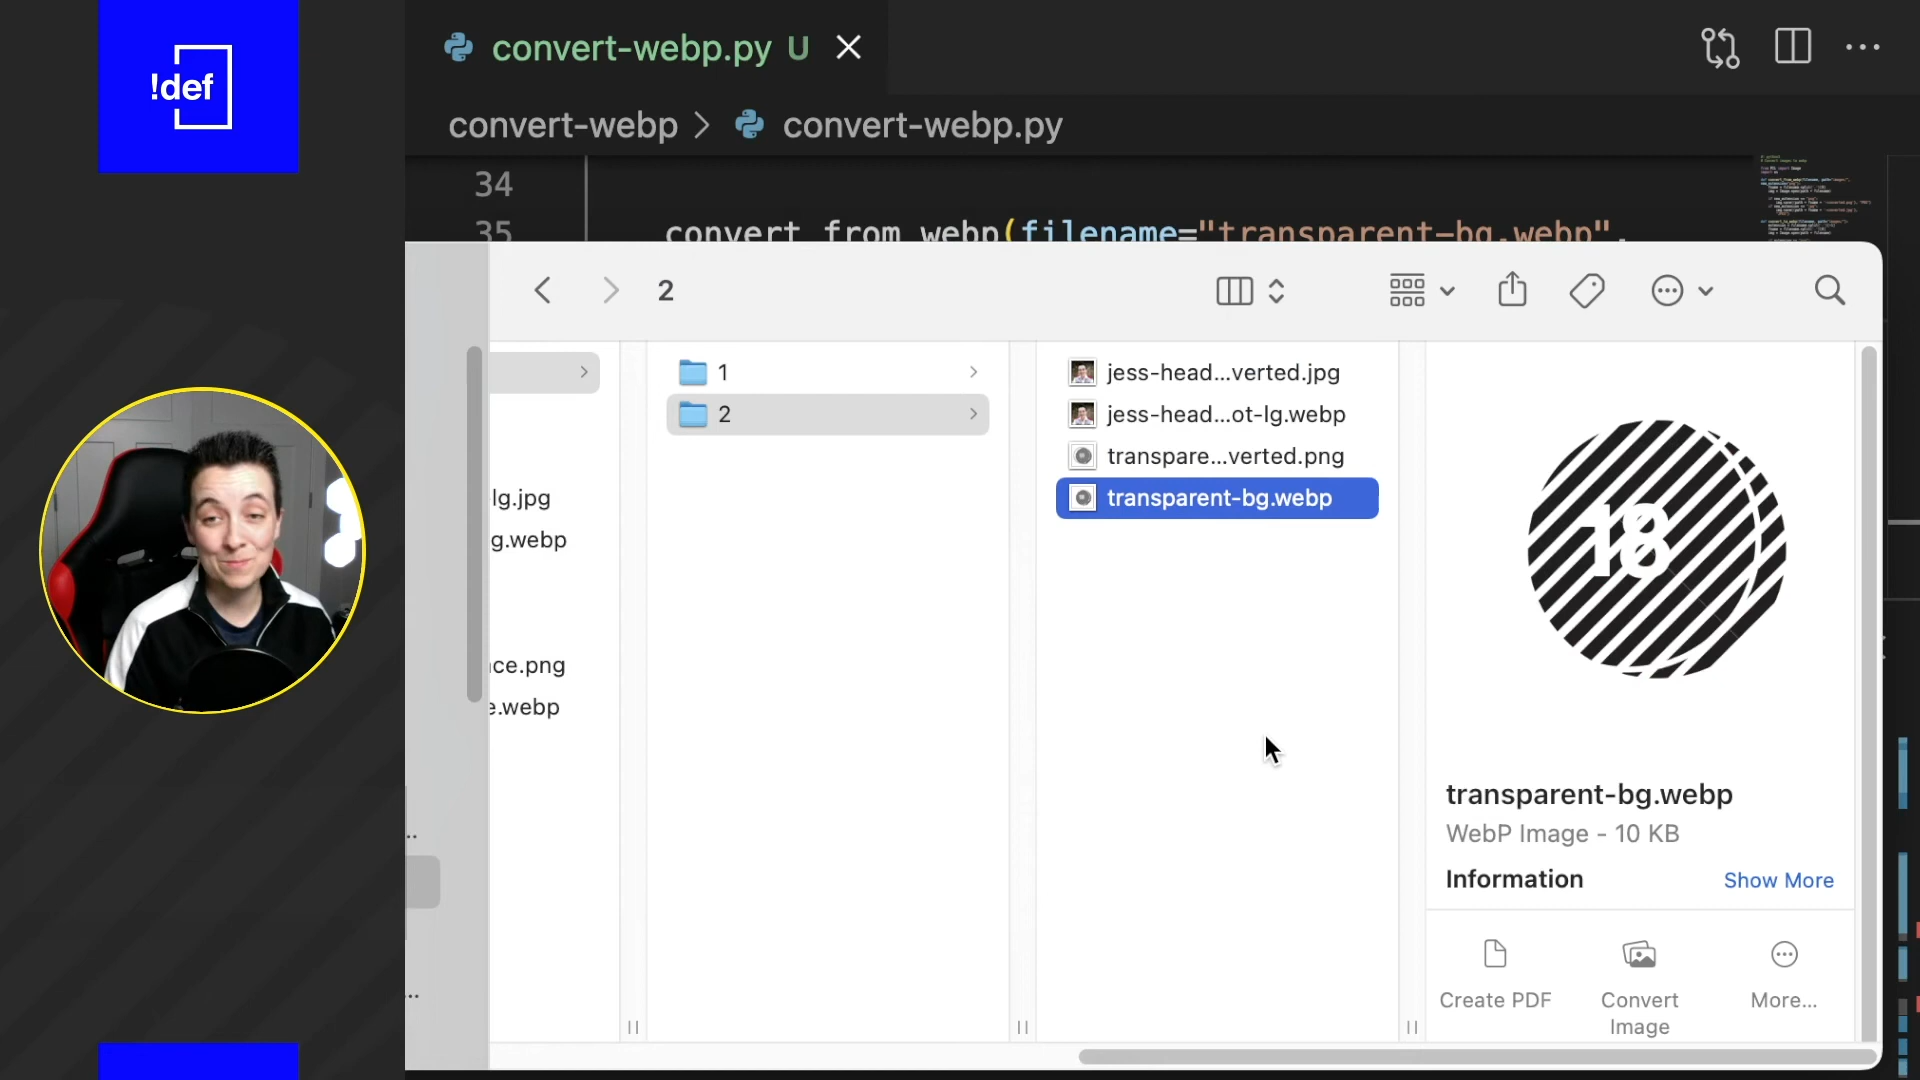 !def
convert-webp.py U
convert-webp > convert-webp.py
34
35 convert_from_webp(filename="transparent-bg.webp",
2
1
2
lg.jpg
g.webp
ce.png
e.webp
jess-head...verted.jpg
jess-head...ot-lg.webp
transpare...verted.png
transparent-bg.webp
18
transparent-bg.webp
WebP Image - 10 KB
Information
Show More
Create PDF
Convert
Image
More...